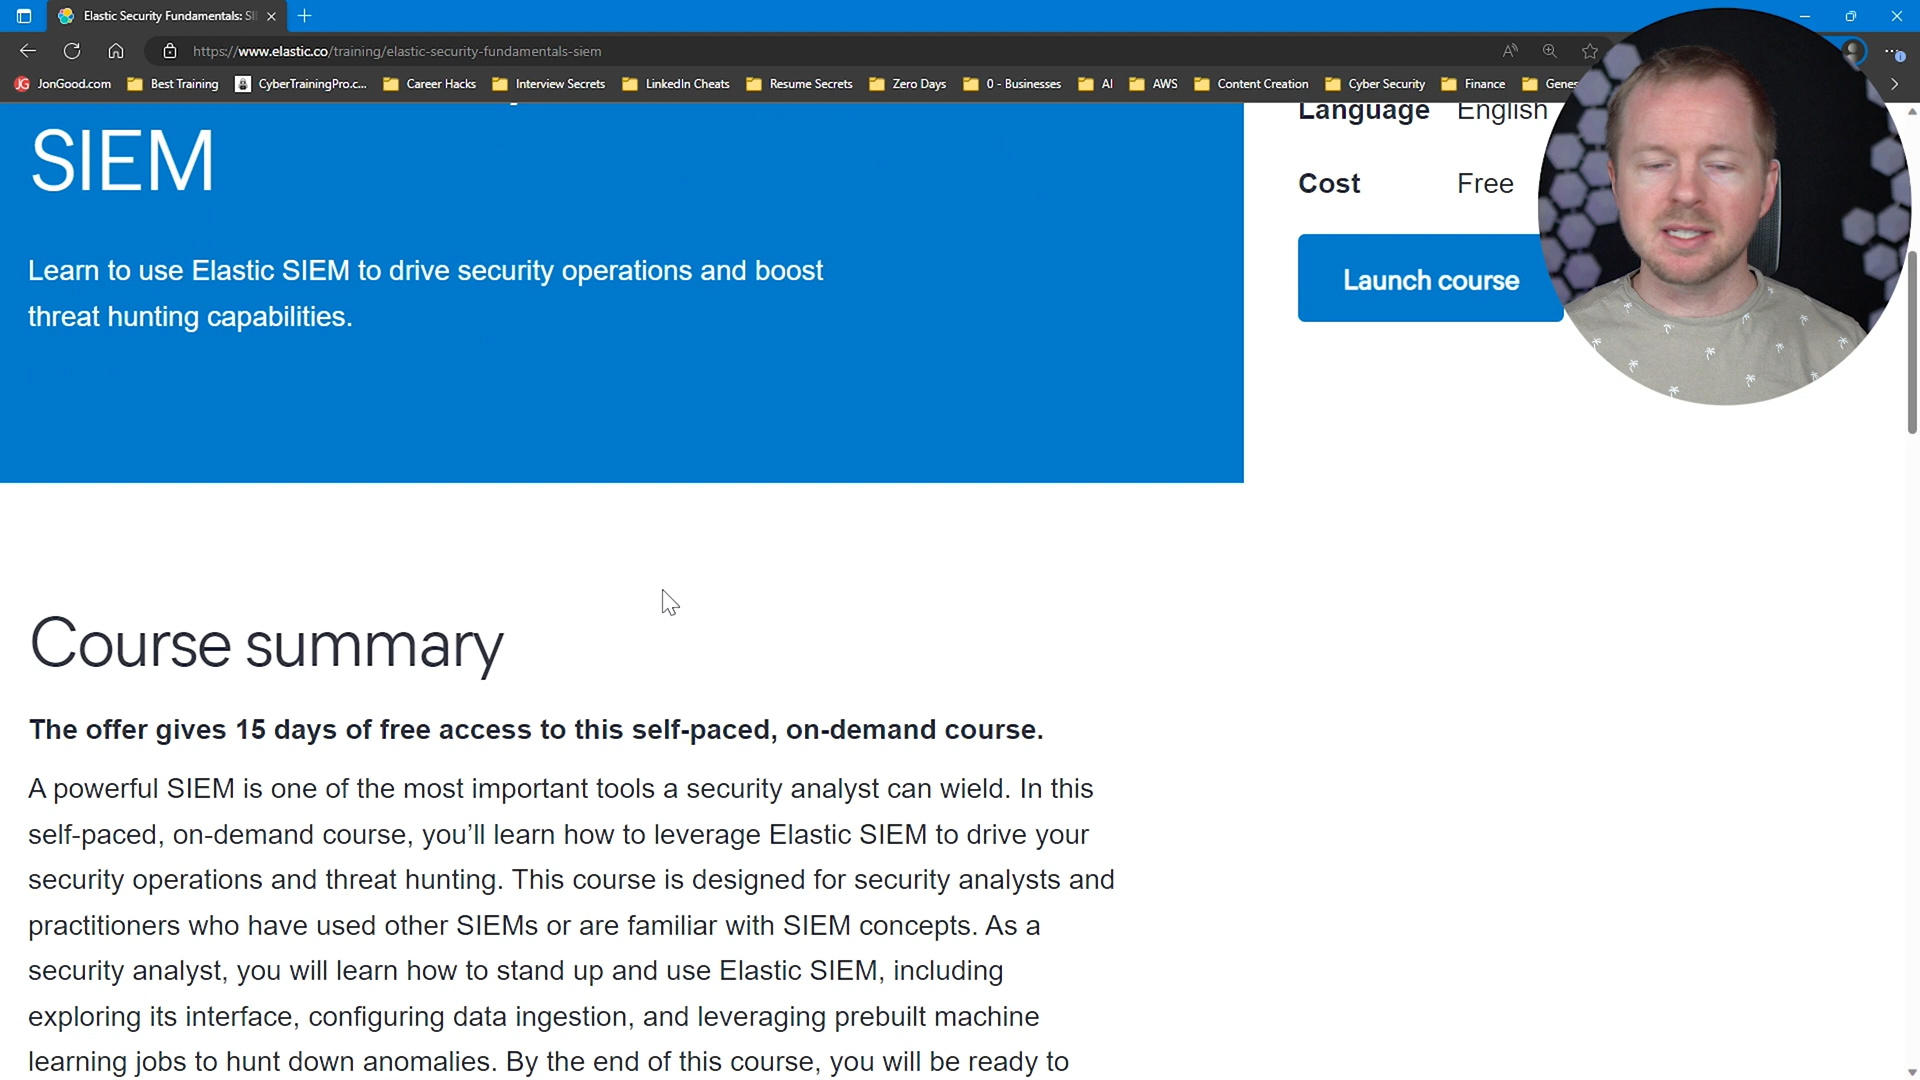 Elastic Security Fundamentals: SI
https://www.elastic.co/training/elastic-security-fundamentals-siem
JonGood.com
Best Training
CyberTrainingPro.c...
Career Hacks
Interview Secrets
LinkedIn Cheats
Resume Secrets
Zero Days
0 - Businesses
AI
AWS
Content Creation
Cyber Security
Finance
Genes
SIEM
Learn to use Elastic SIEM to drive security operations and boost
threat hunting capabilities.
Language English
Cost Free
Launch course
Course summary
The offer gives 15 days of free access to this self-paced, on-demand course.
A powerful SIEM is one of the most important tools a security analyst can wield. In this
self-paced, on-demand course, you’ll learn how to leverage Elastic SIEM to drive your
security operations and threat hunting. This course is designed for security analysts and
practitioners who have used other SIEMs or are familiar with SIEM concepts. As a
security analyst, you will learn how to stand up and use Elastic SIEM, including
exploring its interface, configuring data ingestion, and leveraging prebuilt machine
learning jobs to hunt down anomalies. By the end of this course, you will be ready to